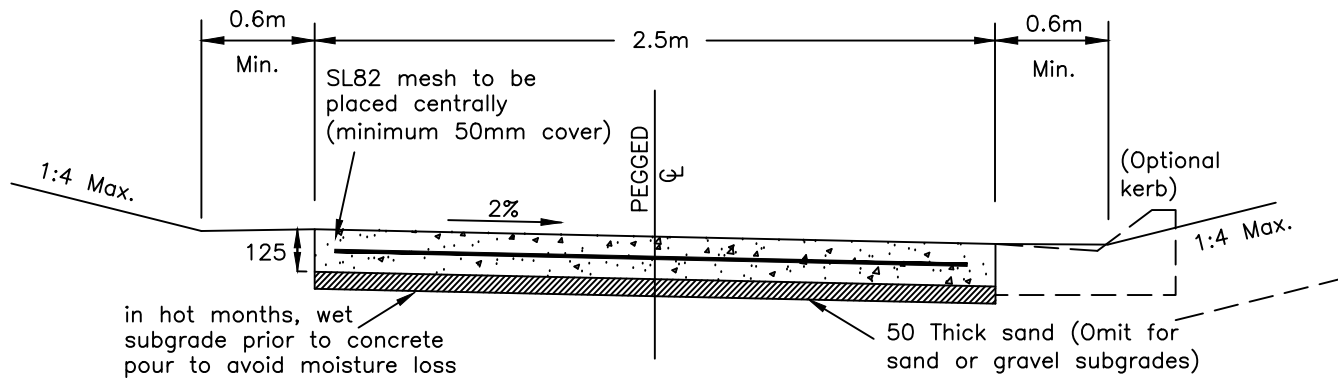 0.6m
Min.
2.5m
0.6m
Min.
SL82 mesh to be
placed centrally
(minimum 50mm cover)
PEGGED
℄
(Optional
kerb)
1:4 Max.
2%
1:4 Max.
125
in hot months, wet
subgrade prior to concrete
pour to avoid moisture loss
50 Thick sand (Omit for
sand or gravel subgrades)